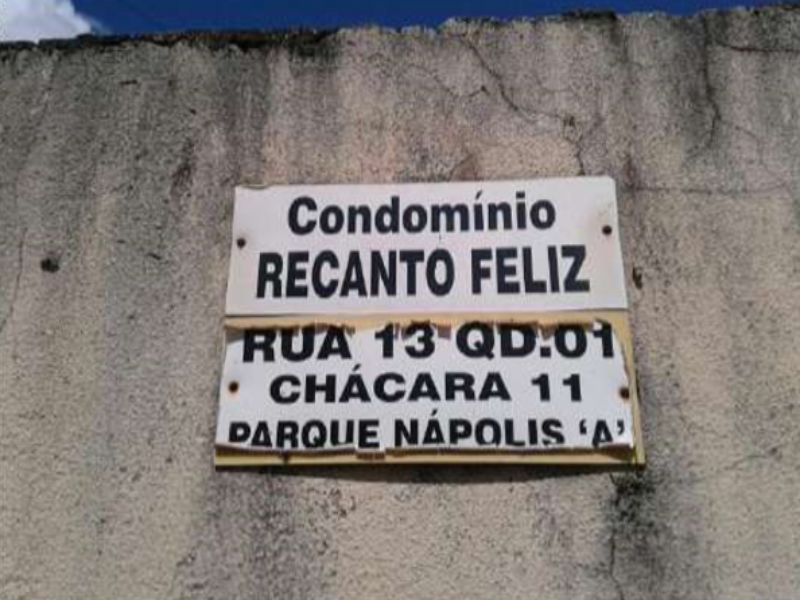 Condomínio
RECANTO FELIZ
RUA 13 QD.01
CHÁCARA 11
PARQUE NÁPOLIS ‘A’